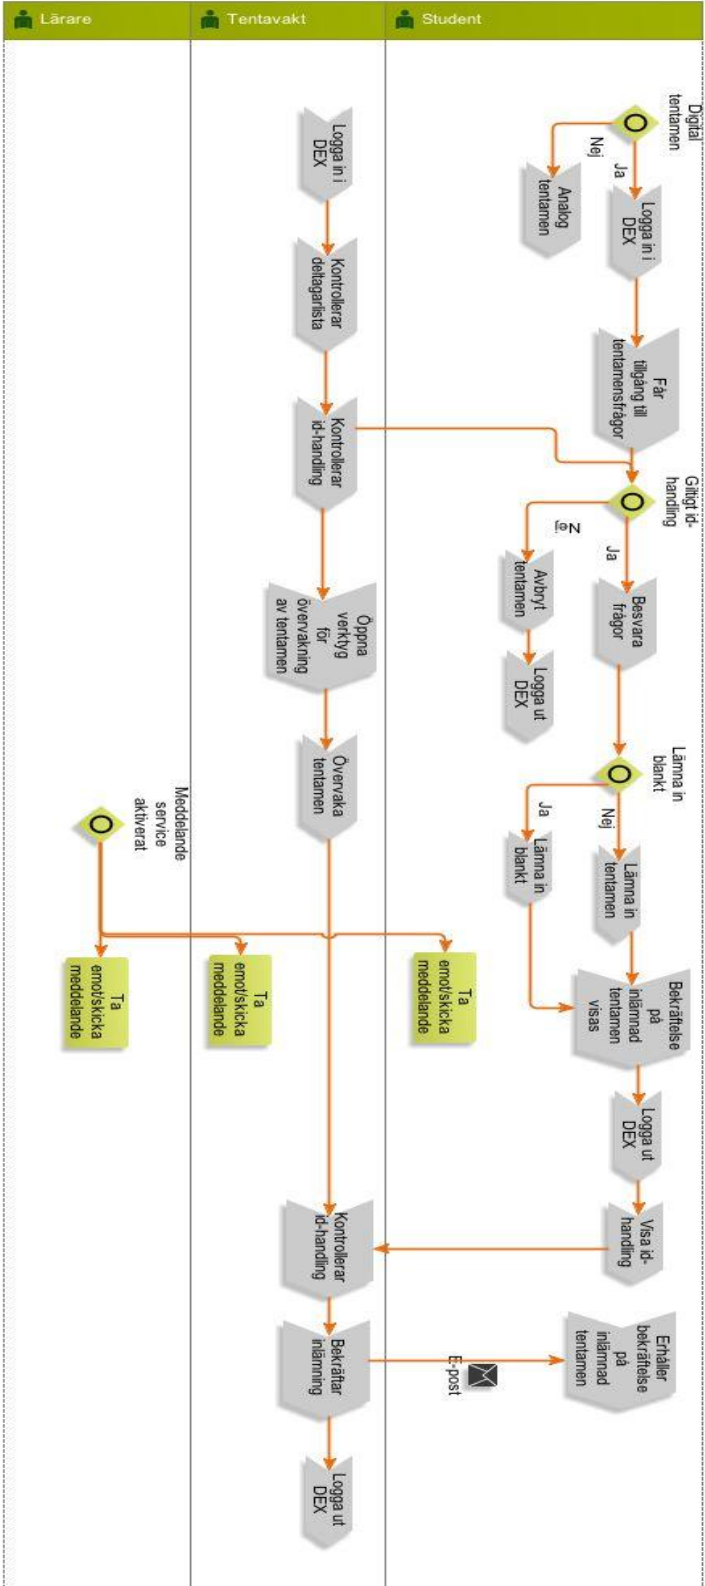 Lärare
Tentavakt
Student
Digital
tentamen
Ja
Nej
Logga in i
DEX
Analog
tentamen
Får
tillgång till
tentamensfrågor
Giltigt id-
handling
Ja
Nej
Besvara
frågor
Avbryt
tentamen
Logga ut
DEX
Lämna in
blankt
Nej
Ja
Lämna in
tentamen
Lämna in
blankt
Bekräftelse
på
inlämnad
tentamen
visas
Logga ut
DEX
Visa id-
handling
Erhåller
bekräftelse
på
inlämnad
tentamen
E-post
Ta
emot/skicka
meddelande
Logga in i
DEX
Kontrollerar
deltagarlista
Kontrollerar
id-handling
Öppna
verktyg
för
övervakning
av tentamen
Övervaka
tentamen
Ta
emot/skicka
meddelande
Kontrollerar
id-handling
Bekräftar
inlämning
Logga ut
DEX
Meddelande
service
aktiverat
Ta
emot/skicka
meddelande